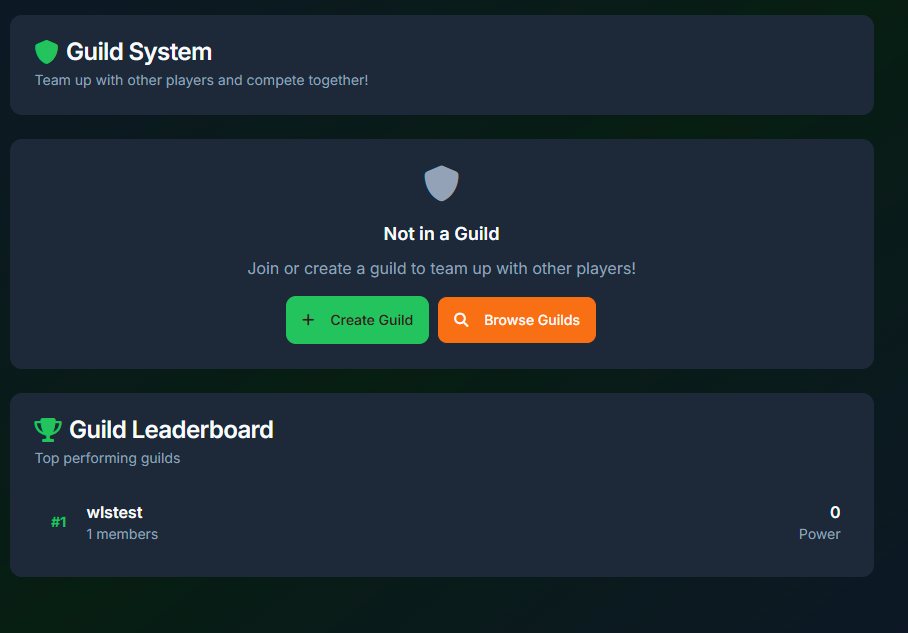 Guild System
Team up with other players and compete together!
Not in a Guild
Join or create a guild to team up with other players!
+ Create Guild
Browse Guilds
Guild Leaderboard
Top performing guilds
#1
wlstest
1 members
0
Power